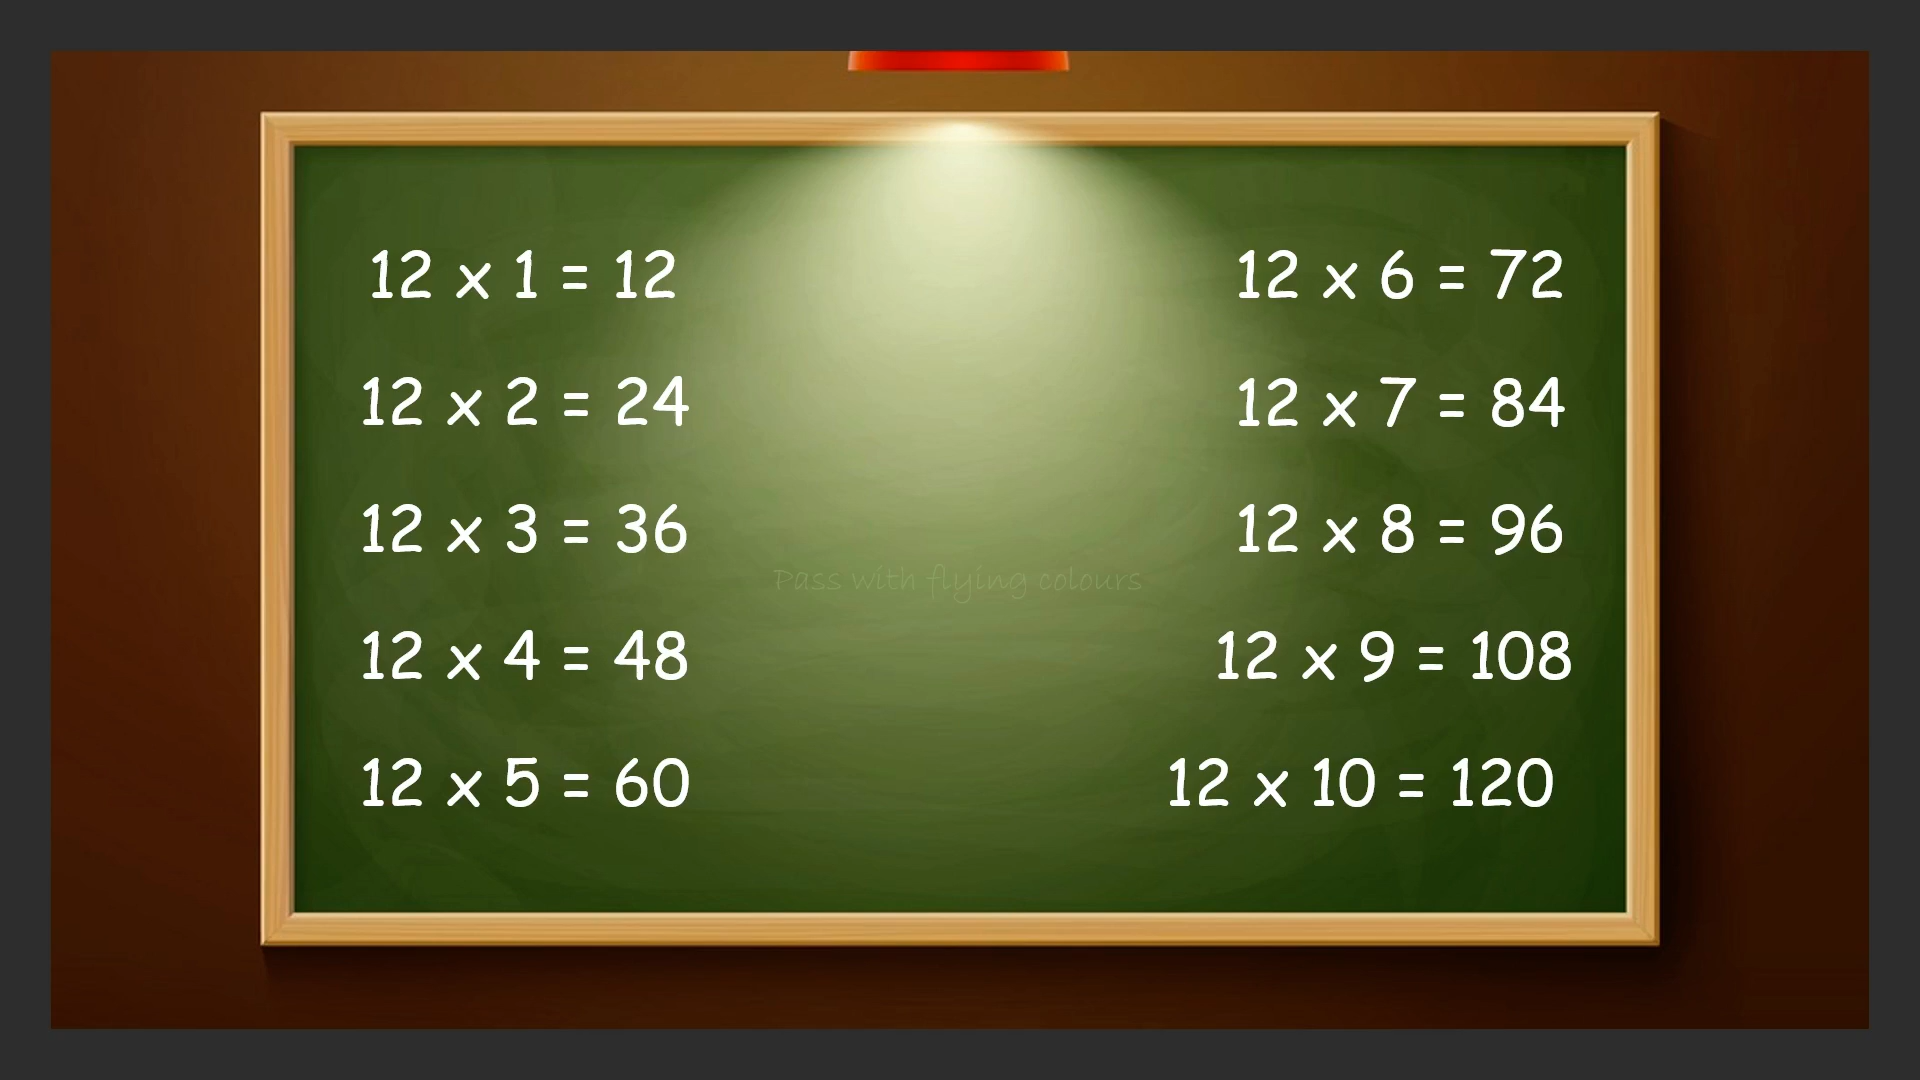 12 x 1 = 12
12 x 2 = 24
12 x 3 = 36
12 x 4 = 48
12 x 5 = 60
12 x 6 = 72
12 x 7 = 84
12 x 8 = 96
12 x 9 = 108
12 x 10 = 120
Pass with flying colours